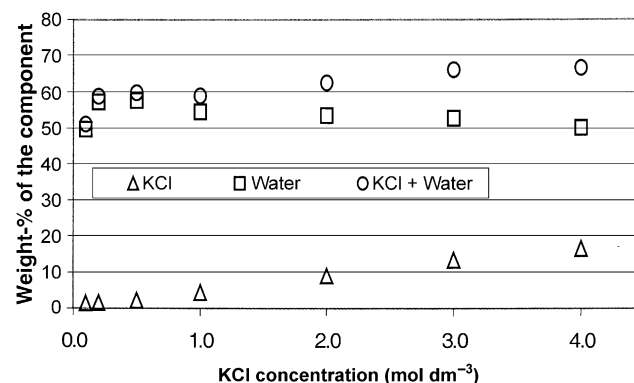 Weight-% of the component
80
70
60
50
40
30
20
10
0
KCl
Water
KCl + Water
0.0 1.0 2.0 3.0 4.0
KCl concentration (mol dm⁻³)